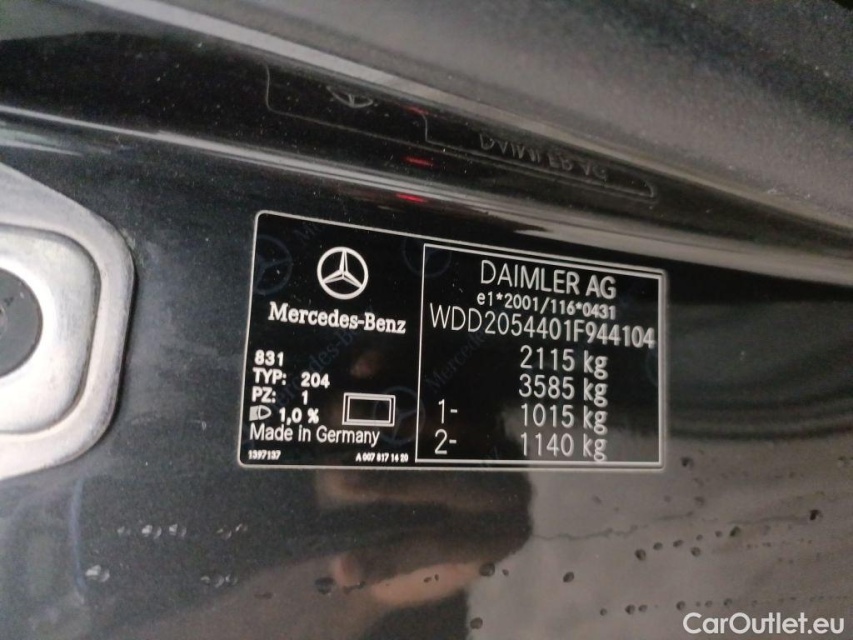 DAIMLER AG
Mercedes-Benz
831
TYP: 204
PZ: 1
1,0 %
Made in Germany
1397137
A 007 817 14 20
DAIMLER AG
e1*2001/116*0431
WDD2054401F944104
2115 kg
3585 kg
1- 1015 kg
2- 1140 kg
CarOutlet.eu